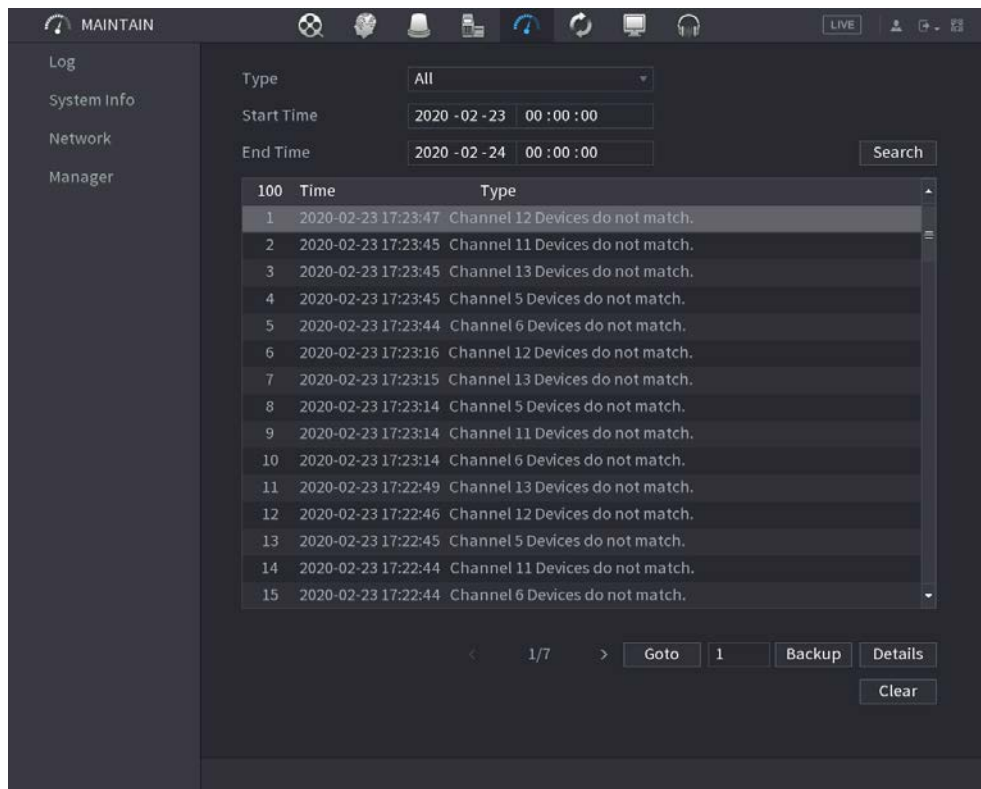 MAINTAIN
LIVE
Log
System Info
Network
Manager
Type All
Start Time 2020 -02 -23 00 :00 :00
End Time 2020 -02 -24 00 :00 :00
Search
100 Time Type
1 2020-02-23 17:23:47 Channel 12 Devices do not match.
2 2020-02-23 17:23:45 Channel 11 Devices do not match.
3 2020-02-23 17:23:45 Channel 13 Devices do not match.
4 2020-02-23 17:23:45 Channel 5 Devices do not match.
5 2020-02-23 17:23:44 Channel 6 Devices do not match.
6 2020-02-23 17:23:16 Channel 12 Devices do not match.
7 2020-02-23 17:23:15 Channel 13 Devices do not match.
8 2020-02-23 17:23:14 Channel 5 Devices do not match.
9 2020-02-23 17:23:14 Channel 11 Devices do not match.
10 2020-02-23 17:23:14 Channel 6 Devices do not match.
11 2020-02-23 17:22:49 Channel 13 Devices do not match.
12 2020-02-23 17:22:46 Channel 12 Devices do not match.
13 2020-02-23 17:22:45 Channel 5 Devices do not match.
14 2020-02-23 17:22:44 Channel 11 Devices do not match.
15 2020-02-23 17:22:44 Channel 6 Devices do not match.
< 1/7 > Goto 1 Backup Details
Clear